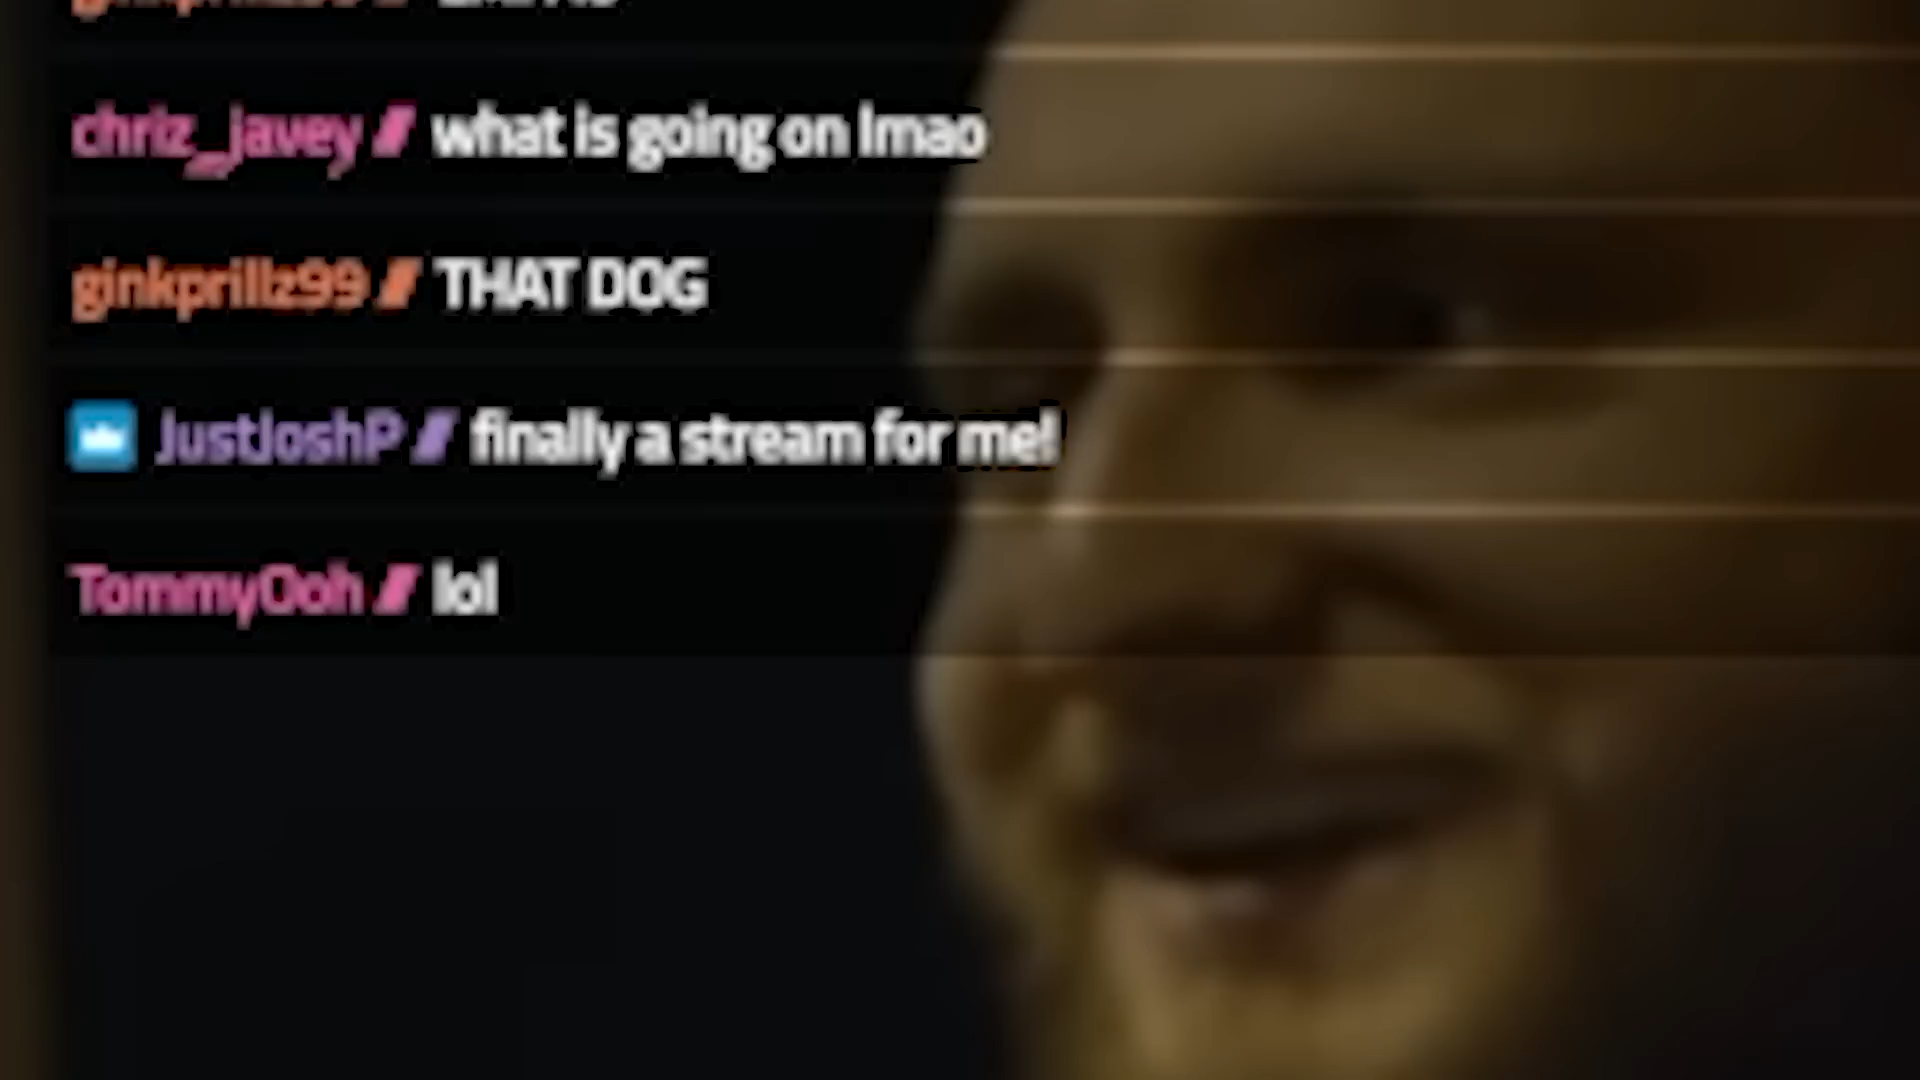 chriz_javey // what is going on lmao
ginkprillz99 // THAT DOG
JustJoshP // finally a stream for me!
TommyOoh // lol